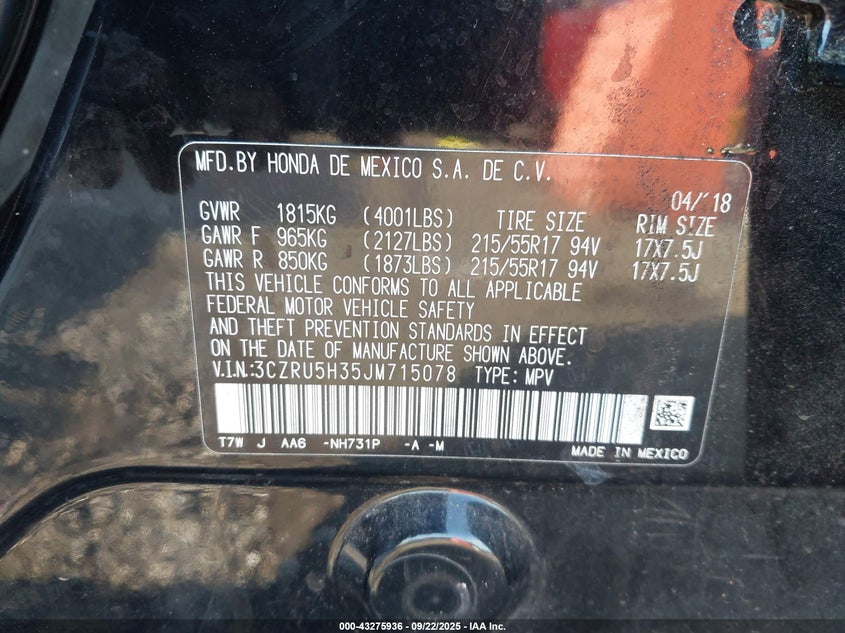 MFD.BY HONDA DE MEXICO S.A. DE C.V.
04/'18
GVWR 1815KG (4001LBS) TIRE SIZE RIM SIZE
GAWR F 965KG (2127LBS) 215/55R17 94V 17X7.5J
GAWR R 850KG (1873LBS) 215/55R17 94V 17X7.5J
THIS VEHICLE CONFORMS TO ALL APPLICABLE
FEDERAL MOTOR VEHICLE SAFETY
AND THEFT PREVENTION STANDARDS IN EFFECT
ON THE DATE OF MANUFACTURE SHOWN ABOVE.
V.I.N.:3CZRU5H35JM715078 TYPE: MPV
T7W J AA6 -NH731P -A -M
MADE IN MEXICO
000-43275936 - 09/22/2025 - IAA Inc.